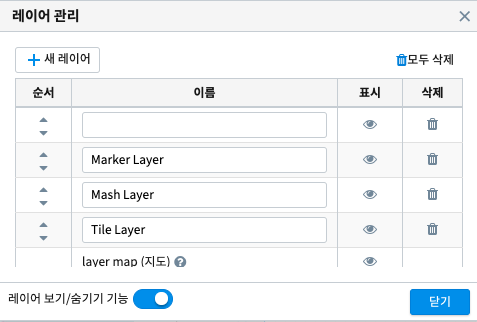 레이어 관리
새 레이어
모두 삭제
순서 이름 표시 삭제
Marker Layer
Mash Layer
Tile Layer
layer map (지도)
레이어 보기/숨기기 기능
닫기